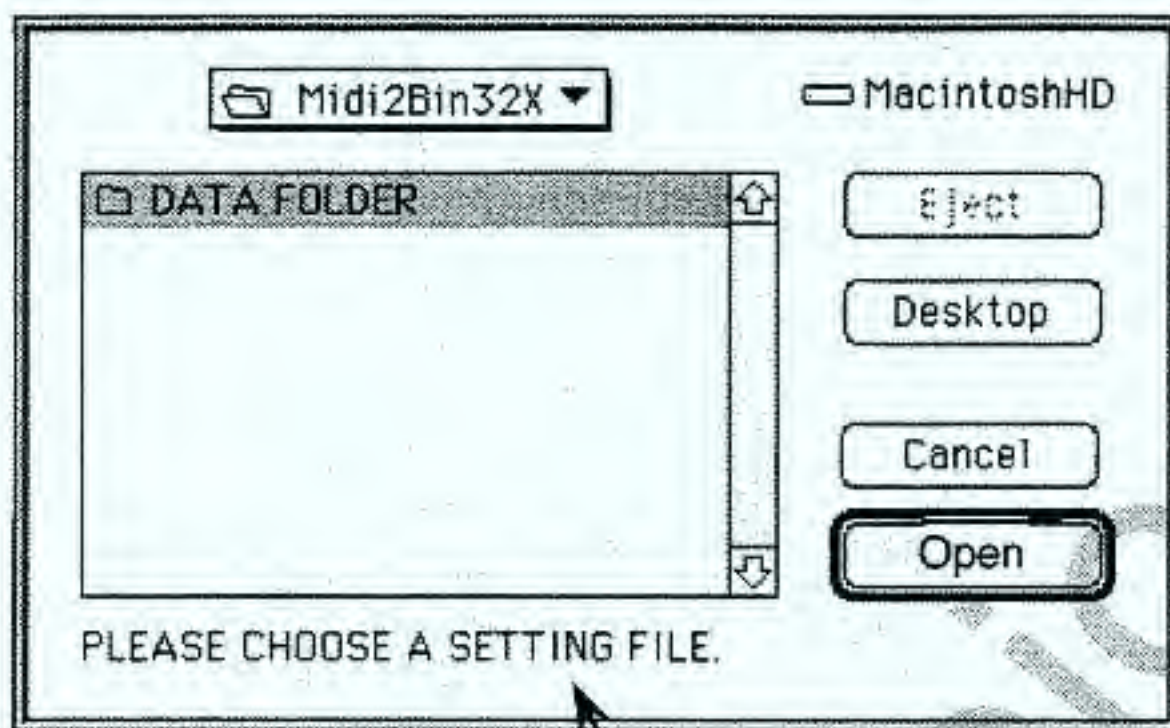 Midi2Bin32X
MacintoshHD
DATA FOLDER
Eject
Desktop
Cancel
Open
PLEASE CHOOSE A SETTING FILE.